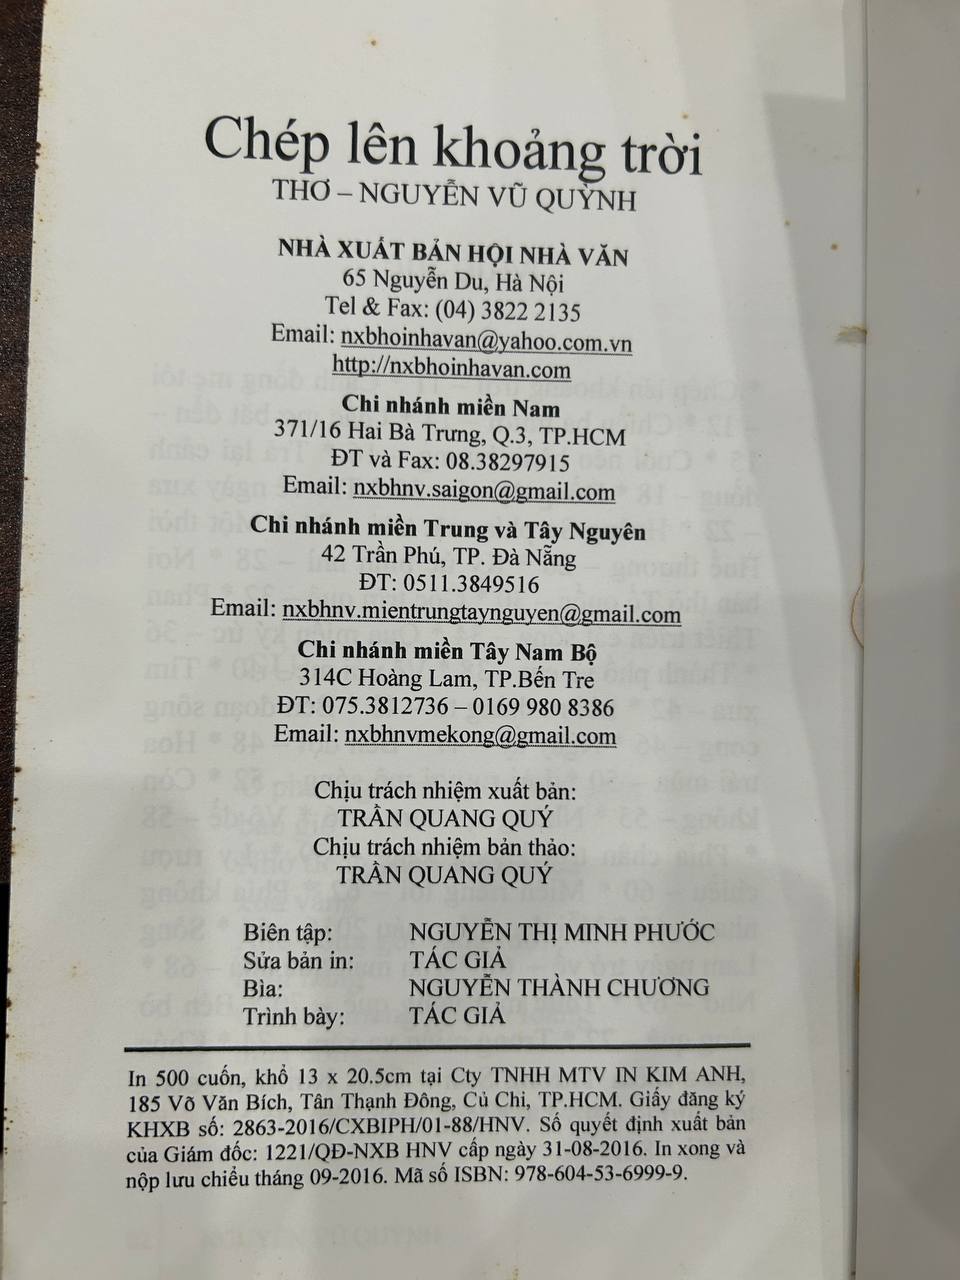 Chép lên khoảng trời
THƠ – NGUYỄN VŨ QUỲNH
NHÀ XUẤT BẢN HỘI NHÀ VĂN
65 Nguyễn Du, Hà Nội
Tel & Fax: (04) 3822 2135
Email: nxbhoinhavan@yahoo.com.vn
http://nxbhoinhavan.com
Chi nhánh miền Nam
371/16 Hai Bà Trưng, Q.3, TP.HCM
ĐT và Fax: 08.38297915
Email: nxbhnv.saigon@gmail.com
Chi nhánh miền Trung và Tây Nguyên
42 Trần Phú, TP. Đà Nẵng
ĐT: 0511.3849516
Email: nxbhnv.mientrungtaynguyen@gmail.com
Chi nhánh miền Tây Nam Bộ
314C Hoàng Lam, TP.Bến Tre
ĐT: 075.3812736 – 0169 980 8386
Email: nxbhnvmekong@gmail.com
Chịu trách nhiệm xuất bản:
TRẦN QUANG QUÝ
Chịu trách nhiệm bản thảo:
TRẦN QUANG QUÝ
Biên tập: NGUYỄN THỊ MINH PHƯỚC
Sửa bản in: TÁC GIẢ
Bìa: NGUYỄN THÀNH CHƯƠNG
Trình bày: TÁC GIẢ
In 500 cuốn, khổ 13 x 20.5cm tại Cty TNHH MTV IN KIM ANH,
185 Võ Văn Bích, Tân Thạnh Đông, Củ Chi, TP.HCM. Giấy đăng ký
KHXB số: 2863-2016/CXBIPH/01-88/HNV. Số quyết định xuất bản
của Giám đốc: 1221/QĐ-NXB HNV cấp ngày 31-08-2016. In xong và
nộp lưu chiểu tháng 09-2016. Mã số ISBN: 978-604-53-6999-9.